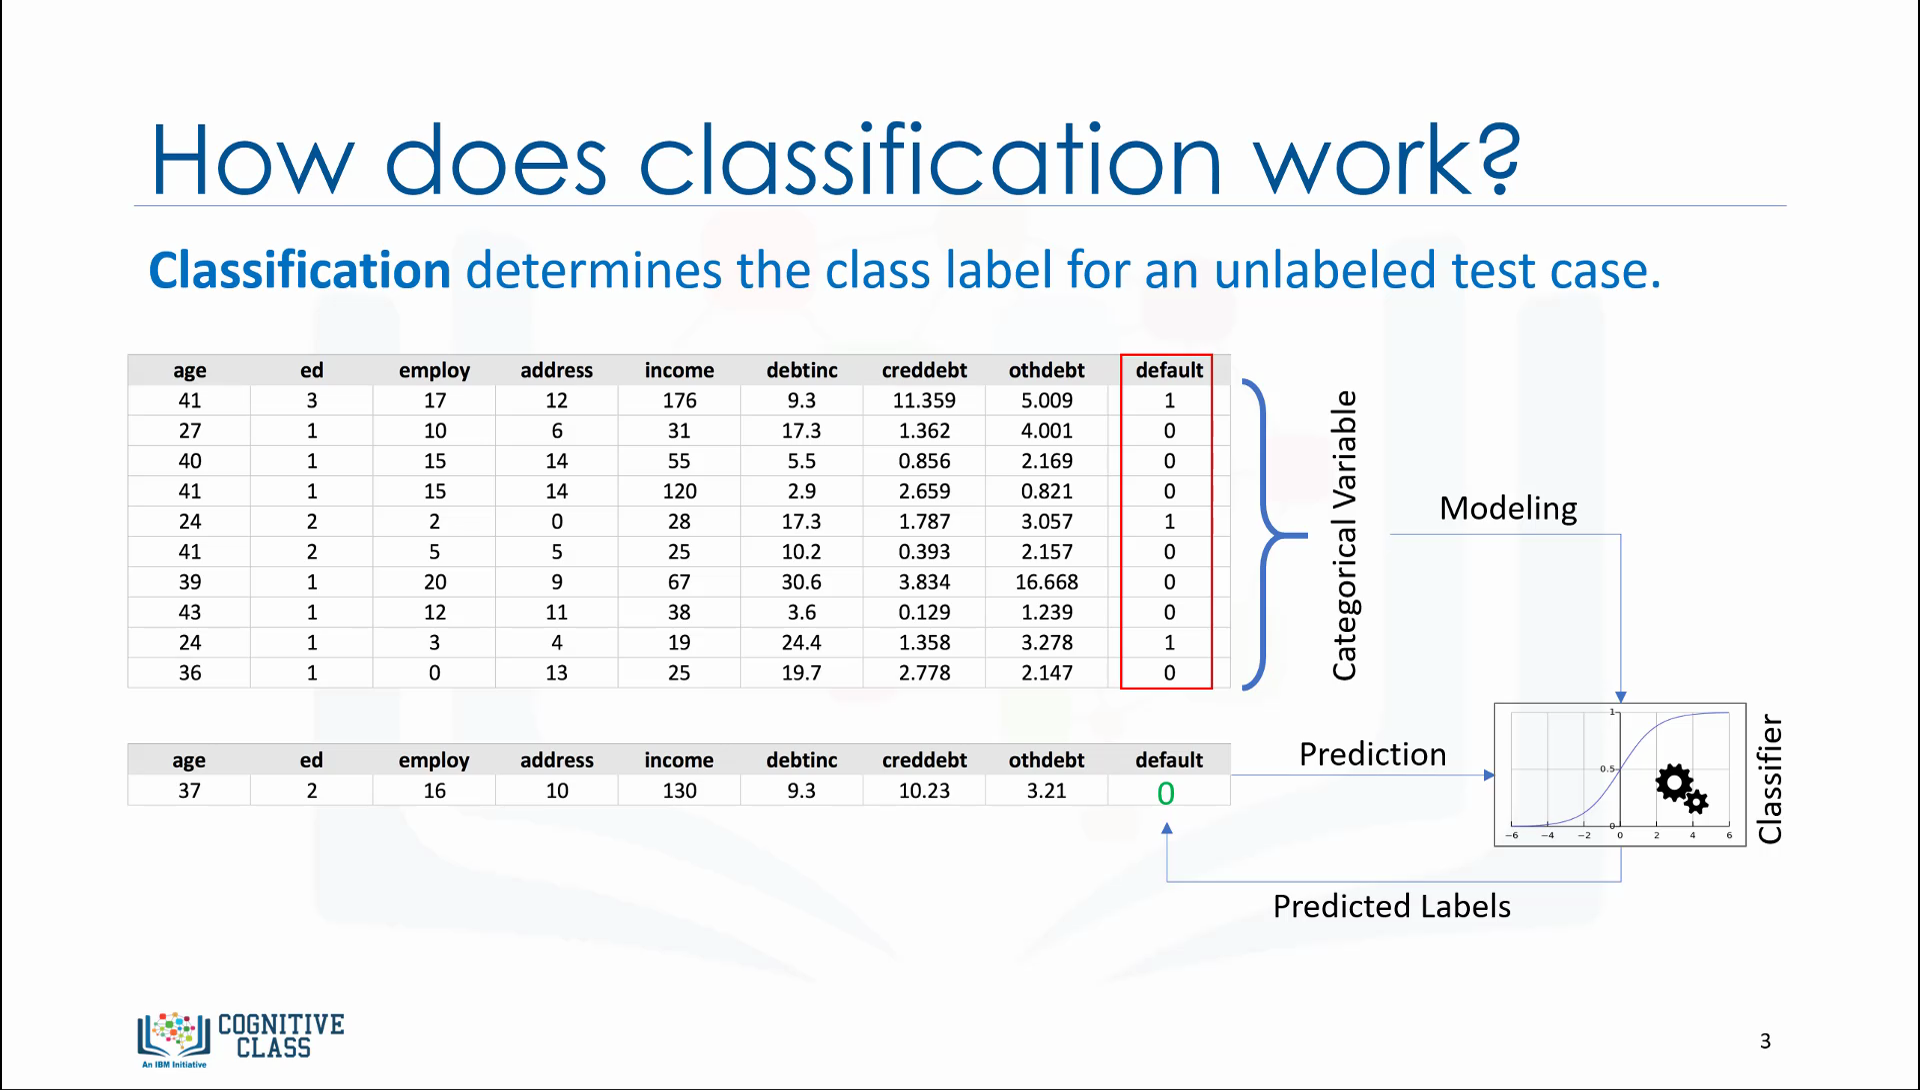 How does classification work?
Classification determines the class label for an unlabeled test case.
age ed employ address income debtinc creddebt othdebt default
41 3 17 12 176 9.3 11.359 5.009 1
27 1 10 6 31 17.3 1.362 4.001 0
40 1 15 14 55 5.5 0.856 2.169 0
41 1 15 14 120 2.9 2.659 0.821 0
24 2 2 0 28 17.3 1.787 3.057 1
41 2 5 5 25 10.2 0.393 2.157 0
39 1 20 9 67 30.6 3.834 16.668 0
43 1 12 11 38 3.6 0.129 1.239 0
24 1 3 4 19 24.4 1.358 3.278 1
36 1 0 13 25 19.7 2.778 2.147 0
Categorical Variable
Modeling
age ed employ address income debtinc creddebt othdebt default
37 2 16 10 130 9.3 10.23 3.21 0
Prediction
1
0.5
0
−6 −4 −2 0 2 4 6
Classifier
Predicted Labels
COGNITIVE
CLASS
An IBM Initiative
3